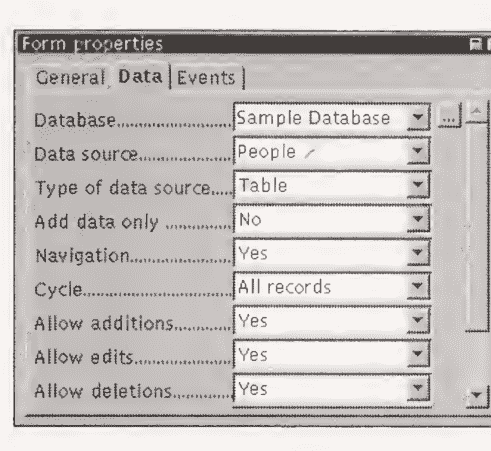 Form properties
General Data Events
Database............... Sample Database ...
Data source............... People
Type of data source..... Table
Add data only ............ No
Navigation............... Yes
Cycle..................... All records
Allow additions........... Yes
Allow edits............... Yes
Allow deletions........... Yes